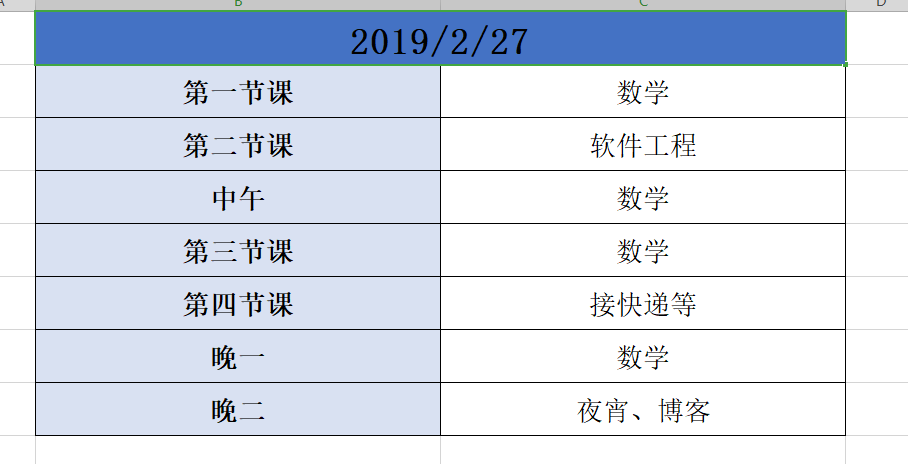 A B C D
2019/2/27
第一节课 数学
第二节课 软件工程
中午 数学
第三节课 数学
第四节课 接快递等
晚一 数学
晚二 夜宵、博客